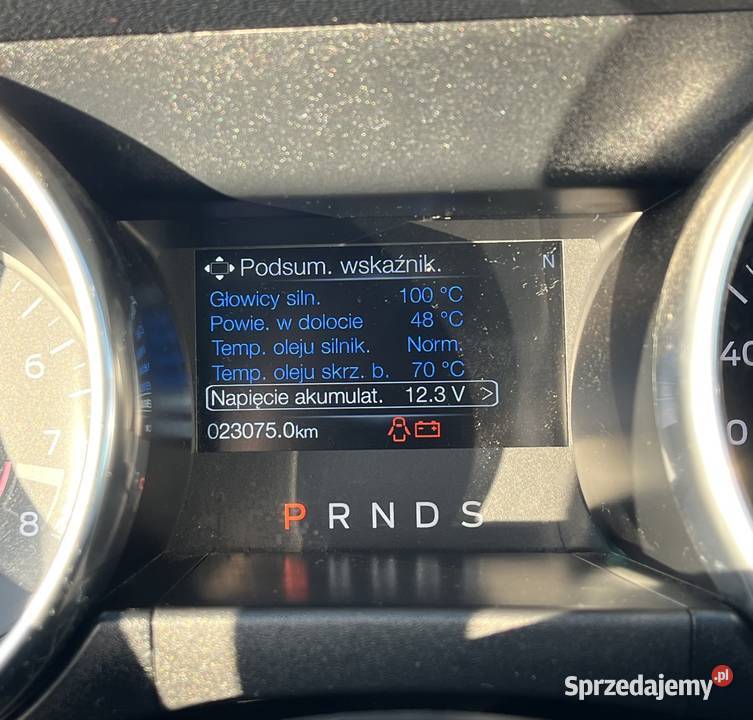 Podsum. wskaźnik. N
Głowicy siln. 100 °C
Powie. w dolocie 48 °C
Temp. oleju silnik. Norm.
Temp. oleju skrz. b. 70 °C
Napięcie akumulat. 12.3 V >
023075.0km
P R N D S
6
7
8
40
0
Sprzedajemy.pl